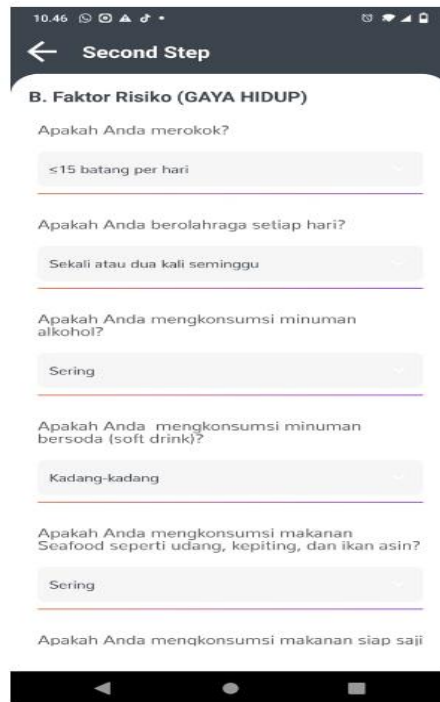 10.46
Second Step
B. Faktor Risiko (GAYA HIDUP)
Apakah Anda merokok?
≤15 batang per hari
Apakah Anda berolahraga setiap hari?
Sekali atau dua kali seminggu
Apakah Anda mengkonsumsi minuman
alkohol?
Sering
Apakah Anda mengkonsumsi minuman
bersoda (soft drink)?
Kadang-kadang
Apakah Anda mengkonsumsi makanan
Seafood seperti udang, kepiting, dan ikan asin?
Sering
Apakah Anda mengkonsumsi makanan siap saji